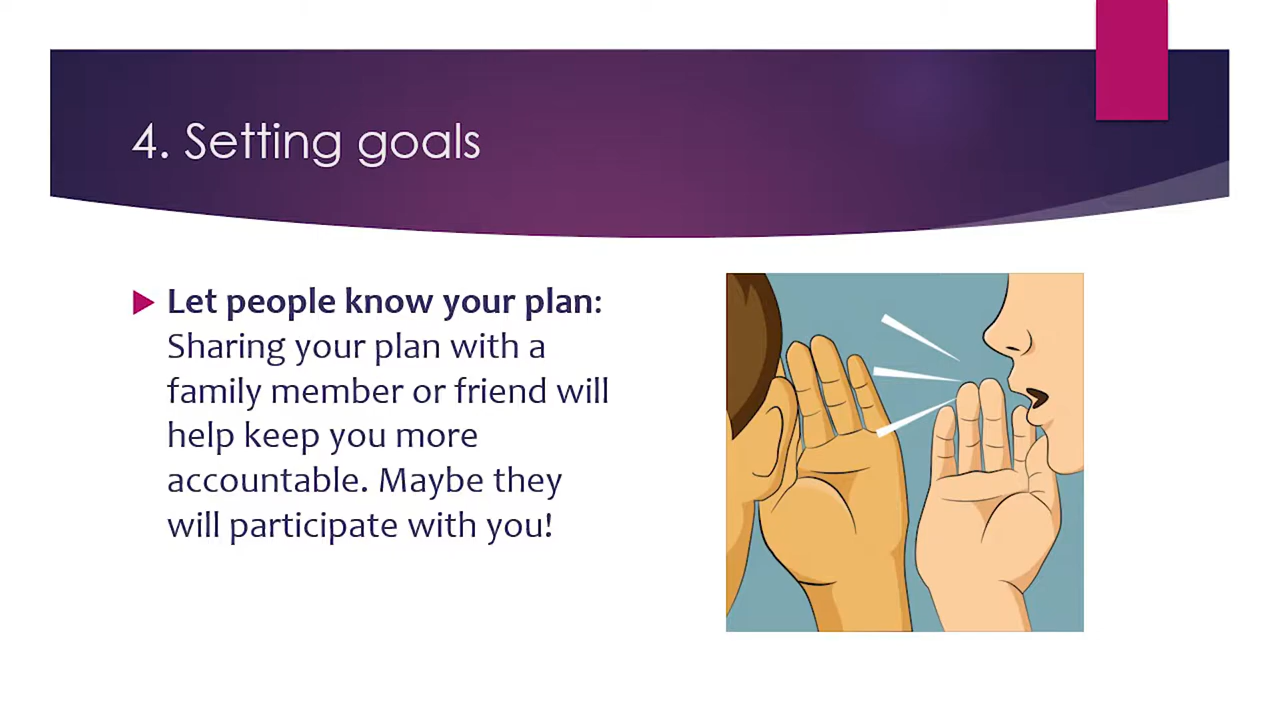 4. Setting goals
Let people know your plan:
Sharing your plan with a
family member or friend will
help keep you more
accountable. Maybe they
will participate with you!